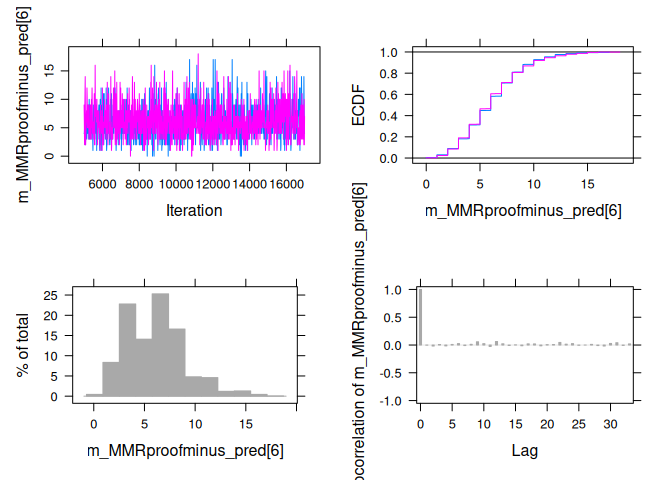 m_MMRproofminus_pred[6]
15
10
5
0
6000 8000 10000 12000 14000 16000
Iteration
ECDF
1.0
0.8
0.6
0.4
0.2
0.0
0 5 10 15
m_MMRproofminus_pred[6]
% of total
25
20
15
10
5
0
0 5 10 15
m_MMRproofminus_pred[6]
ocorrelation of m_MMRproofminus_pred[6]
1.0
0.5
0.0
-0.5
-1.0
0 5 10 15 20 25 30
Lag